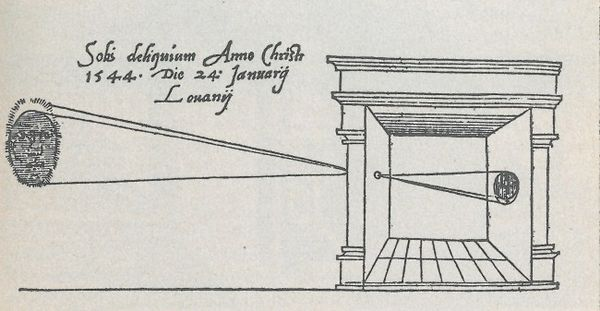 Solis deliquium Anno Christi
1544. Die 24: Januarij
Louanij